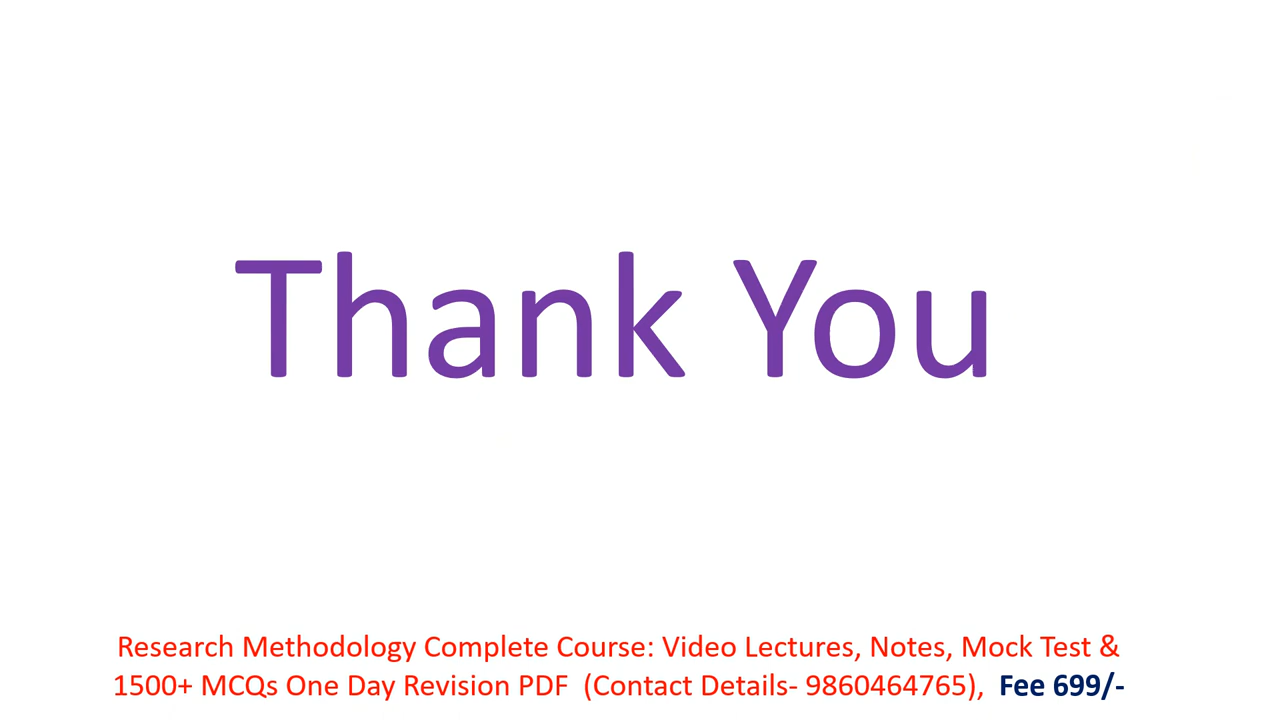 Thank You
Research Methodology Complete Course: Video Lectures, Notes, Mock Test &
1500+ MCQs One Day Revision PDF  (Contact Details- 9860464765),  Fee 699/-